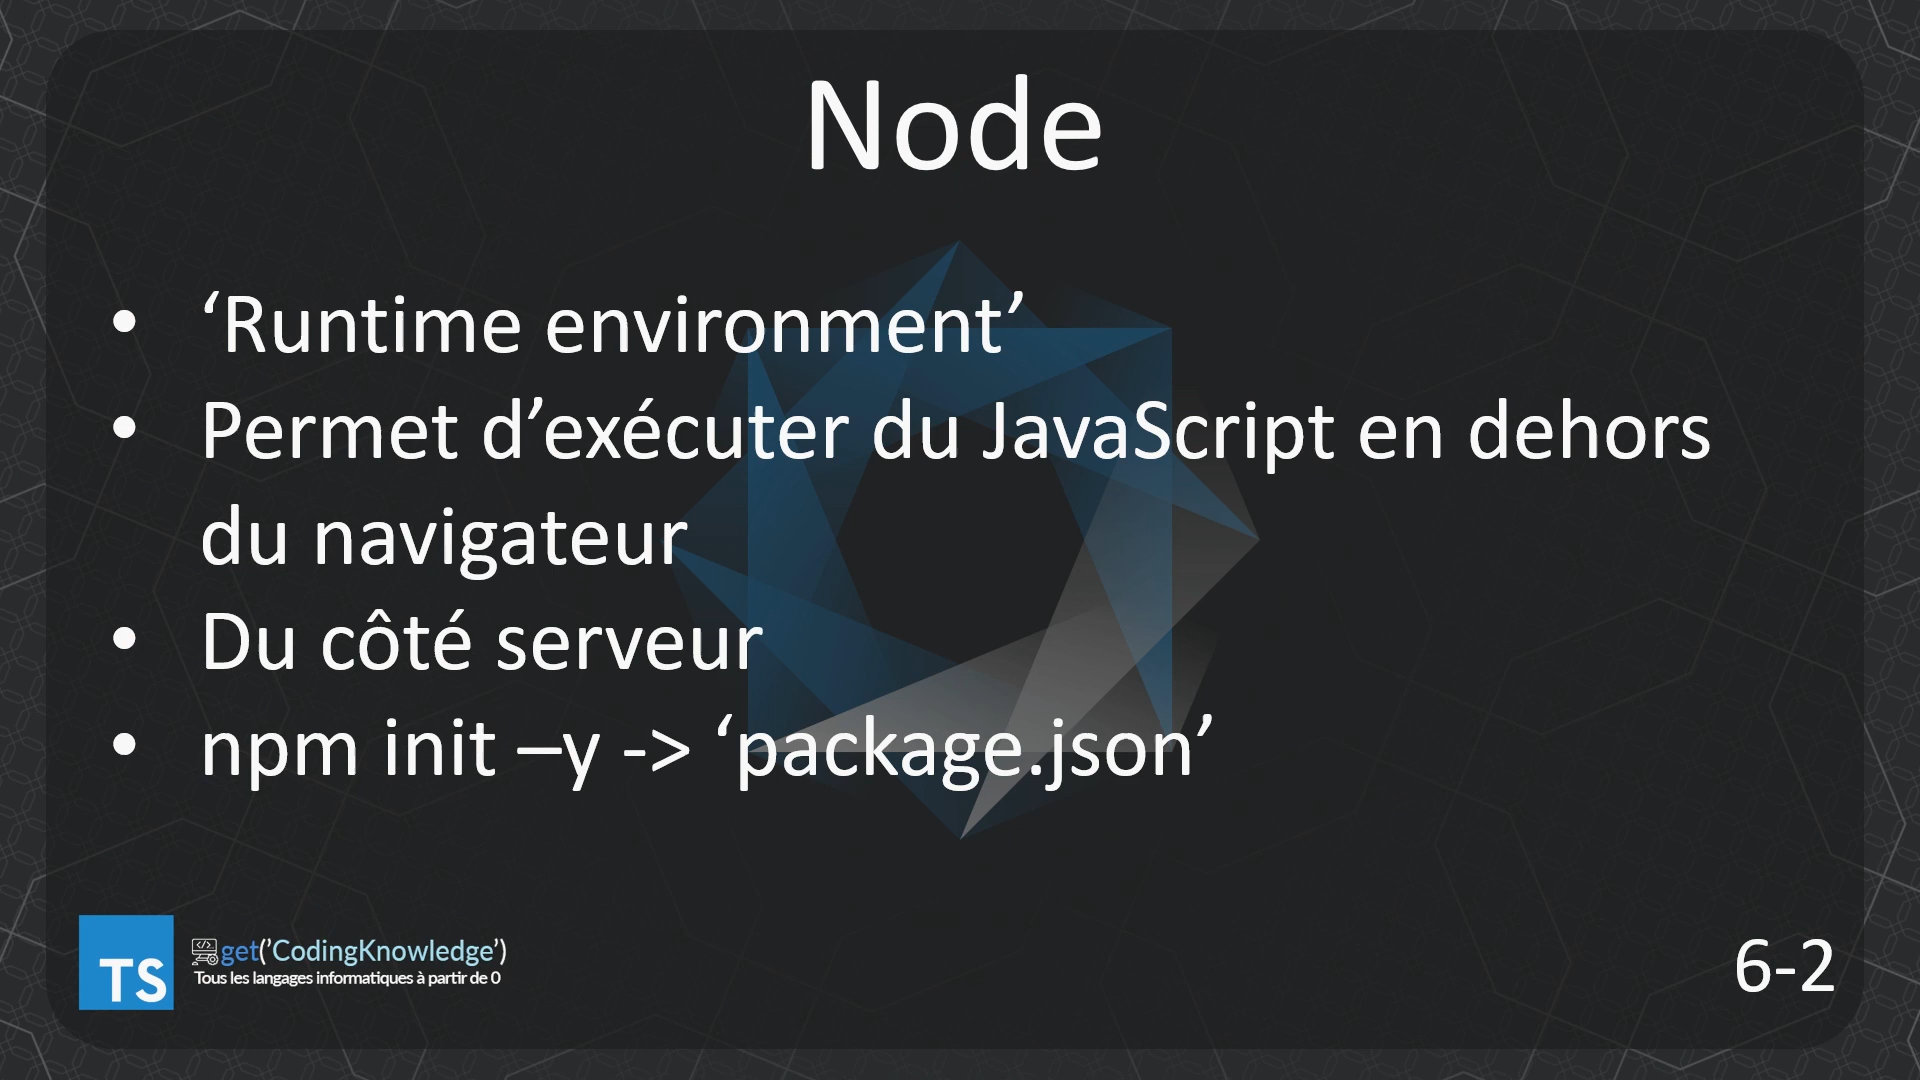 Node
• ‘Runtime environment’
• Permet d’exécuter du JavaScript en dehors
du navigateur
• Du côté serveur
• npm init –y -> ‘package.json’
TS
get(’CodingKnowledge’)
Tous les langages informatiques à partir de 0
6-2